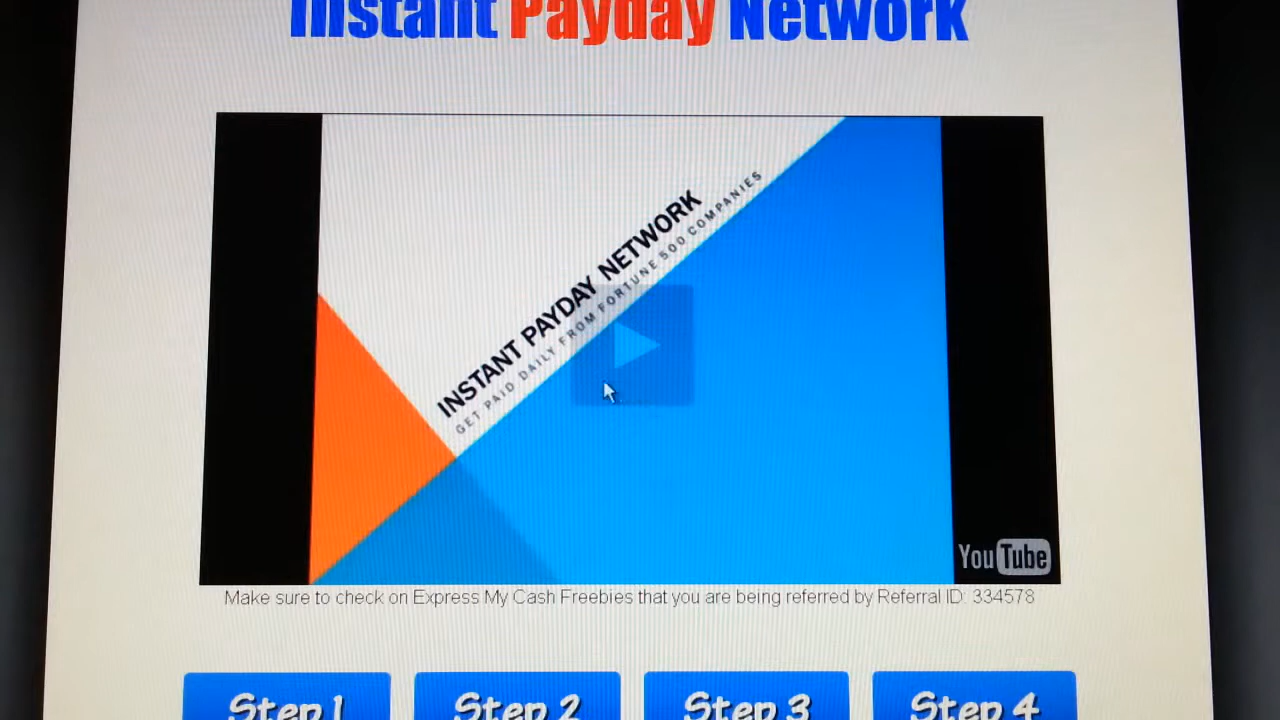 Instant Payday Network
INSTANT PAYDAY NETWORK
GET PAID DAILY FROM FORTUNE 500 COMPANIES
YouTube
Make sure to check on Express My Cash Freebies that you are being referred by Referral ID: 334578
Step 1 Step 2 Step 3 Step 4